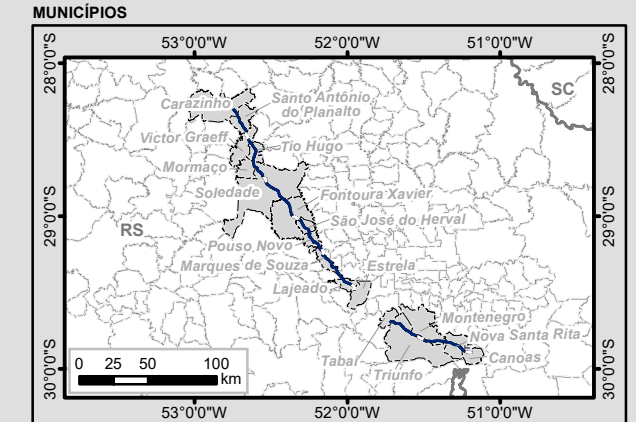 MUNICÍPIOS
53°0'0"W 52°0'0"W 51°0'0"W
28°0'0"S
28°0'0"S
SC
Carazinho
Santo Antônio
do Planalto
Victor Graeff
Tio Hugo
Mormaço
Soledade
Fontoura Xavier
São José do Herval
29°0'0"S
29°0'0"S
RS
Pouso Novo
Marques de Souza
Estrela
Lajeado
Montenegro
Nova Santa Rita
Canoas
Tabaí
Triunfo
30°0'0"S
30°0'0"S
0 25 50 100
km
53°0'0"W 52°0'0"W 51°0'0"W